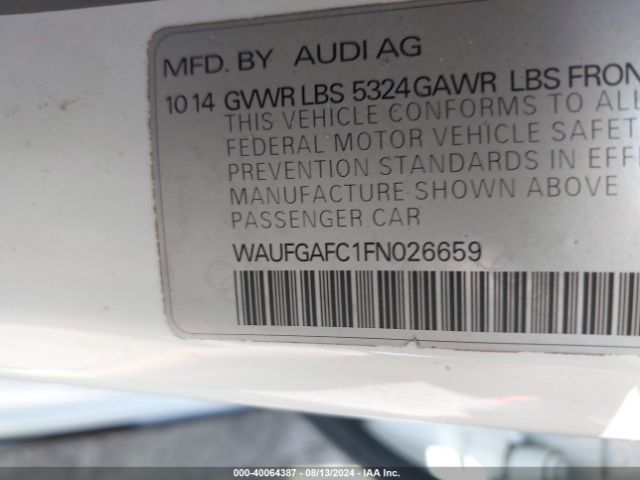 MFD. BY AUDI AG
10 14 GVWR LBS 5324 GAWR LBS FRON
THIS VEHICLE CONFORMS TO ALL
FEDERAL MOTOR VEHICLE SAFET
PREVENTION STANDARDS IN EFF
MANUFACTURE SHOWN ABOVE
PASSENGER CAR
WAUFGAFC1FN026659
000-40064387 - 08/13/2024 - IAA Inc.